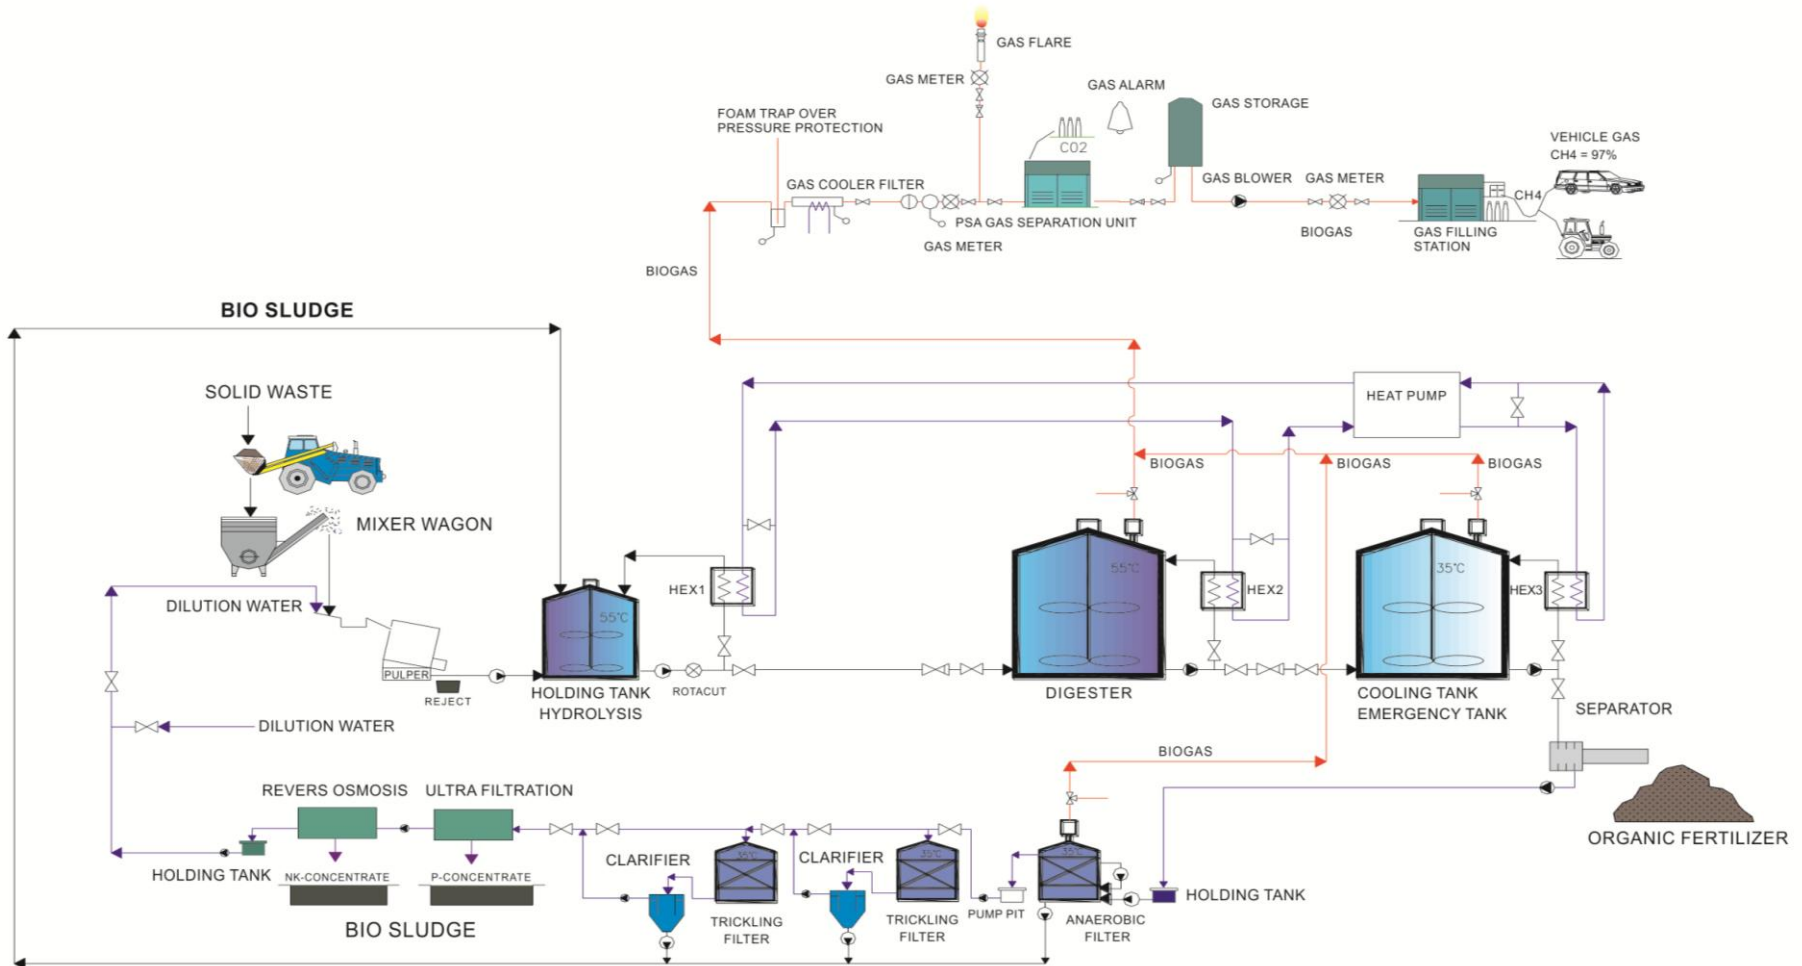 GAS FLARE
GAS METER
GAS ALARM
GAS STORAGE
FOAM TRAP OVER
PRESSURE PROTECTION
CO2
VEHICLE GAS
CH4 = 97%
GAS COOLER FILTER
GAS BLOWER
GAS METER
CH4
PSA GAS SEPARATION UNIT
GAS METER
BIOGAS
GAS FILLING
STATION
BIOGAS
BIO SLUDGE
SOLID WASTE
HEAT PUMP
BIOGAS
BIOGAS
BIOGAS
MIXER WAGON
55°C
35°C
HEX1
HEX2
HEX3
DILUTION WATER
55°C
PULPER
REJECT
HOLDING TANK
HYDROLYSIS
ROTACUT
DIGESTER
COOLING TANK
EMERGENCY TANK
SEPARATOR
DILUTION WATER
BIOGAS
REVERS OSMOSIS
ULTRA FILTRATION
ORGANIC FERTILIZER
CLARIFIER
35°C
CLARIFIER
35°C
35°C
HOLDING TANK
NK-CONCENTRATE
P-CONCENTRATE
HOLDING TANK
PUMP PIT
BIO SLUDGE
TRICKLING
FILTER
TRICKLING
FILTER
ANAEROBIC
FILTER